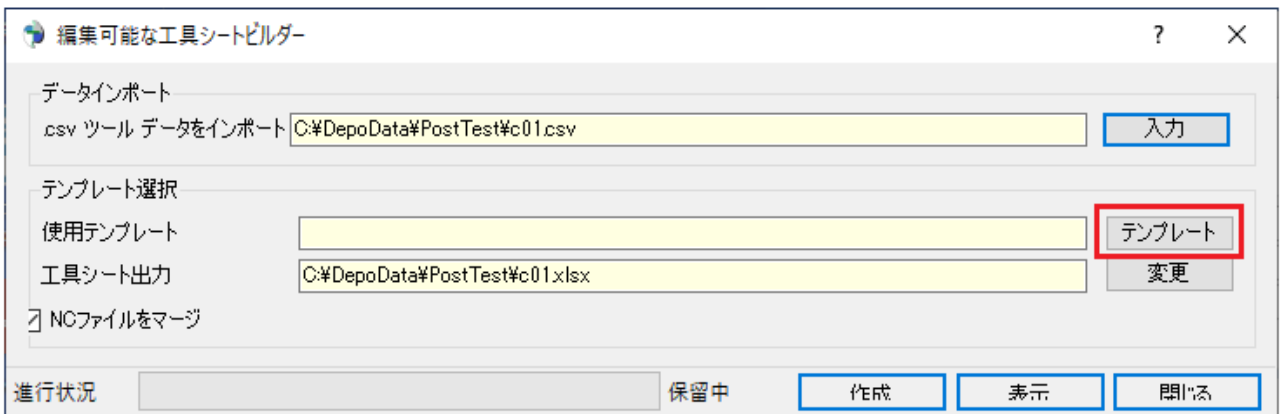 編集可能な工具シートビルダー
?
データインポート
.csv ツール データをインポート C:¥DepoData¥PostTest¥c01.csv 入力
テンプレート選択
使用テンプレート テンプレート
工具シート出力 C:¥DepoData¥PostTest¥c01.xlsx 変更
NCファイルをマージ
進行状況 保留中 作成 表示 閉じる